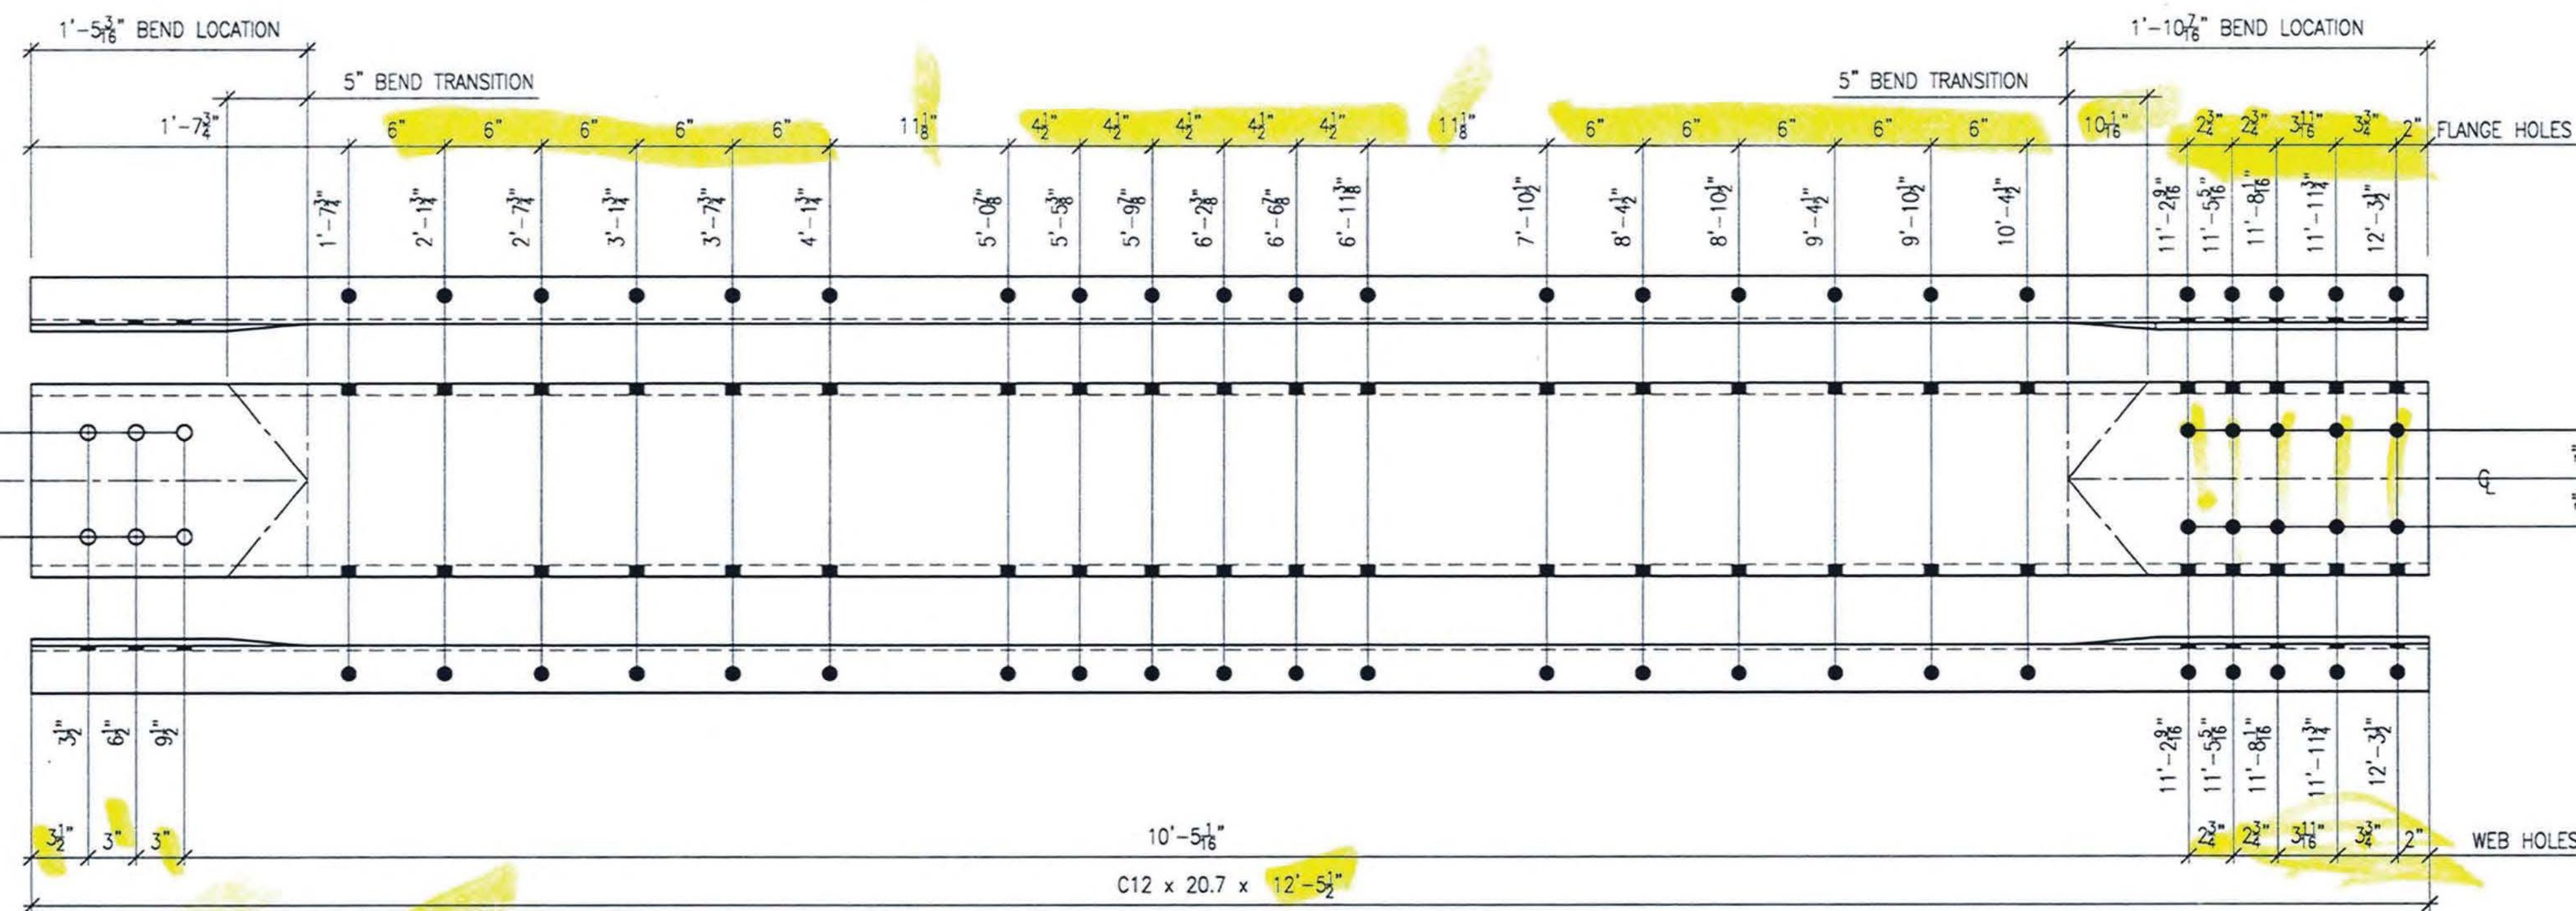 1'-5 3/16" BEND LOCATION
1'-10 7/16" BEND LOCATION
5" BEND TRANSITION
5" BEND TRANSITION
1'-7 3/4" 6" 6" 6" 6" 6" 11 1/8" 4 1/2" 4 1/2" 4 1/2" 4 1/2" 4 1/2" 11 1/8" 6" 6" 6" 6" 6" 10 1/16" 2 3/4" 2 3/4" 3 11/16" 3 3/4" 2" FLANGE HOLES
1'-7 3/4" 2'-1 3/4" 2'-7 3/4" 3'-1 3/4" 3'-7 3/4" 4'-1 3/4" 5'-0 7/8" 5'-5 3/8" 5'-9 7/8" 6'-2 3/8" 6'-6 7/8" 6'-11 3/8" 7'-10 1/2" 8'-4 1/2" 8'-10 1/2" 9'-4 1/2" 9'-10 1/2" 10'-4 1/2" 11'-2 9/16" 11'-5 5/16" 11'-8 1/16" 11'-11 3/4" 12'-3 1/2"
℄
3 1/2" 6 1/2" 9 1/2" 11'-2 9/16" 11'-5 5/16" 11'-8 1/16" 11'-11 3/4" 12'-3 1/2"
3 1/2" 3" 3" 10'-5 1/16" 2 3/4" 2 3/4" 3 11/16" 3 3/4" 2" WEB HOLES
C12 x 20.7 x 12'-5 1/2"